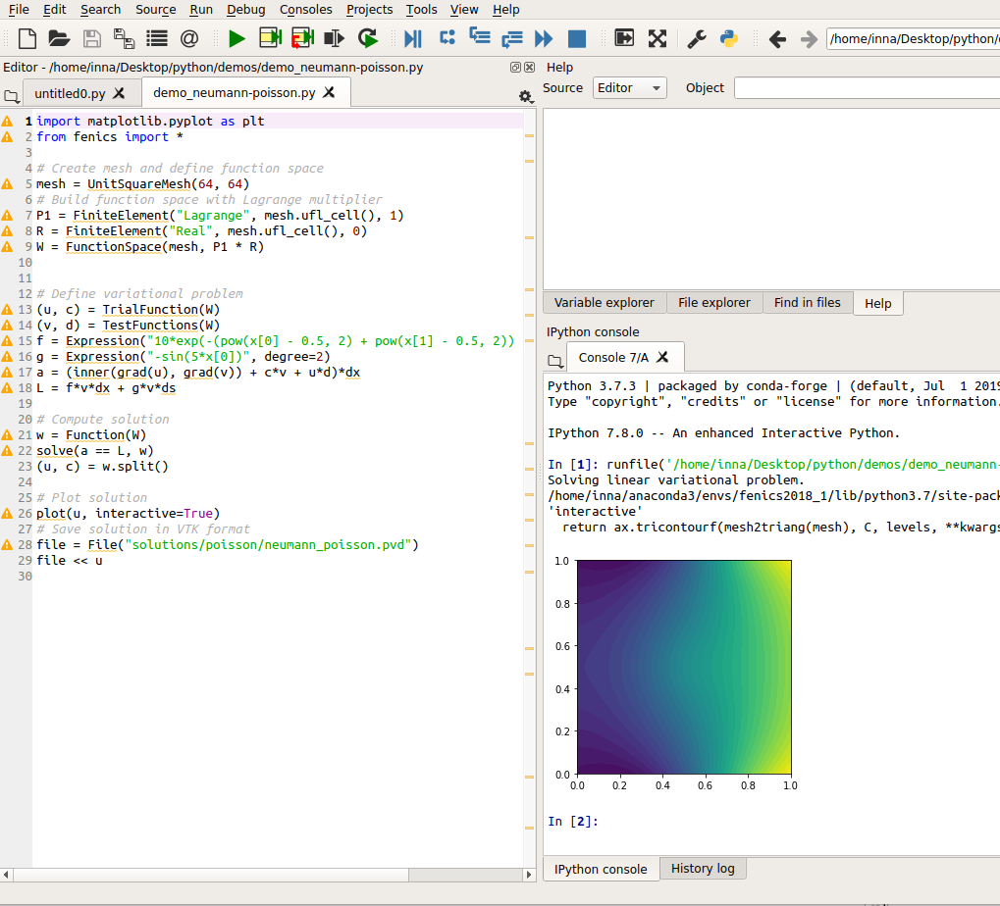 File Edit Search Source Run Debug Consoles Projects Tools View Help
/home/inna/Desktop/python/
Editor - /home/inna/Desktop/python/demos/demo_neumann-poisson.py
untitled0.py demo_neumann-poisson.py
1 import matplotlib.pyplot as plt
2 from fenics import *
3
4 # Create mesh and define function space
5 mesh = UnitSquareMesh(64, 64)
6 # Build function space with Lagrange multiplier
7 P1 = FiniteElement("Lagrange", mesh.ufl_cell(), 1)
8 R = FiniteElement("Real", mesh.ufl_cell(), 0)
9 W = FunctionSpace(mesh, P1 * R)
10
11
12 # Define variational problem
13 (u, c) = TrialFunction(W)
14 (v, d) = TestFunctions(W)
15 f = Expression("10*exp(-(pow(x[0] - 0.5, 2) + pow(x[1] - 0.5, 2))
16 g = Expression("-sin(5*x[0])", degree=2)
17 a = (inner(grad(u), grad(v)) + c*v + u*d)*dx
18 L = f*v*dx + g*v*ds
19
20 # Compute solution
21 w = Function(W)
22 solve(a == L, w)
23 (u, c) = w.split()
24
25 # Plot solution
26 plot(u, interactive=True)
27 # Save solution in VTK format
28 file = File("solutions/poisson/neumann_poisson.pvd")
29 file << u
30
Help
Source Editor Object
Variable explorer File explorer Find in files Help
IPython console
Console 7/A
Python 3.7.3 | packaged by conda-forge | (default, Jul 1 2019
Type "copyright", "credits" or "license" for more information.
IPython 7.8.0 -- An enhanced Interactive Python.
In [1]: runfile('/home/inna/Desktop/python/demos/demo_neumann-
Solving linear variational problem.
/home/inna/anaconda3/envs/fenics2018_1/lib/python3.7/site-pack
'interactive'
return ax.tricontourf(mesh2triang(mesh), C, levels, **kwargs
1.0
0.8
0.6
0.4
0.2
0.0
0.0 0.2 0.4 0.6 0.8 1.0
In [2]:
IPython console History log